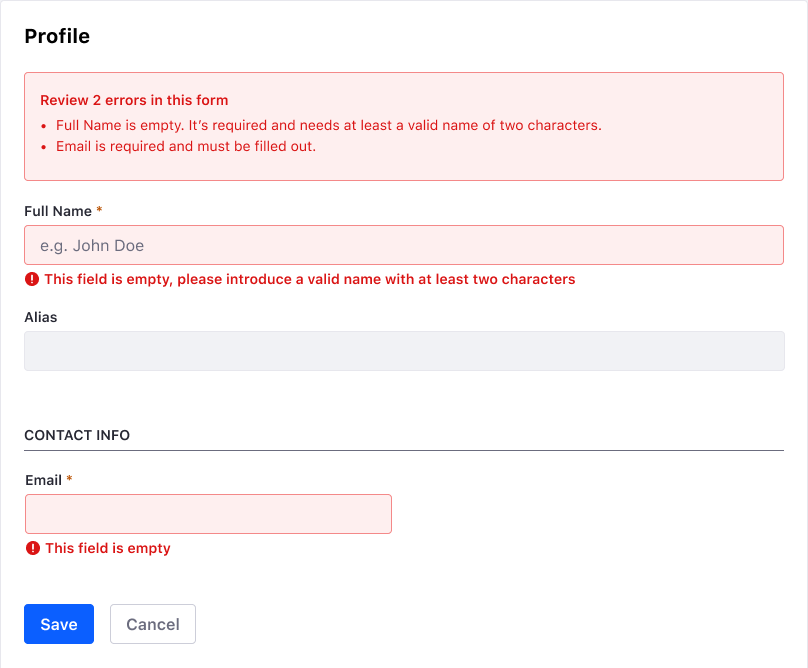 Profile
Review 2 errors in this form
• Full Name is empty. It’s required and needs at least a valid name of two characters.
• Email is required and must be filled out.
Full Name *
e.g. John Doe
This field is empty, please introduce a valid name with at least two characters
Alias
CONTACT INFO
Email *
This field is empty
Save
Cancel